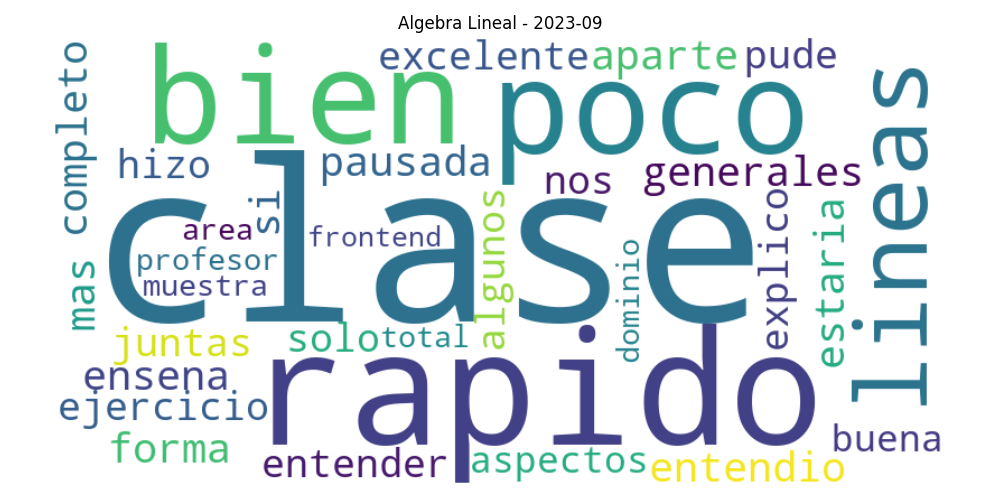 Algebra Lineal - 2023-09
completo
bien
excelente
aparte
pude
poco
lineas
hizo
pausada
nos
generales
clase
si
area
frontend
profesor
muestra
algunos
dominio
explico
estaria
mas
juntas
solo
total
rapido
ensena
ejercicio
forma
entender
aspectos
entendio
buena